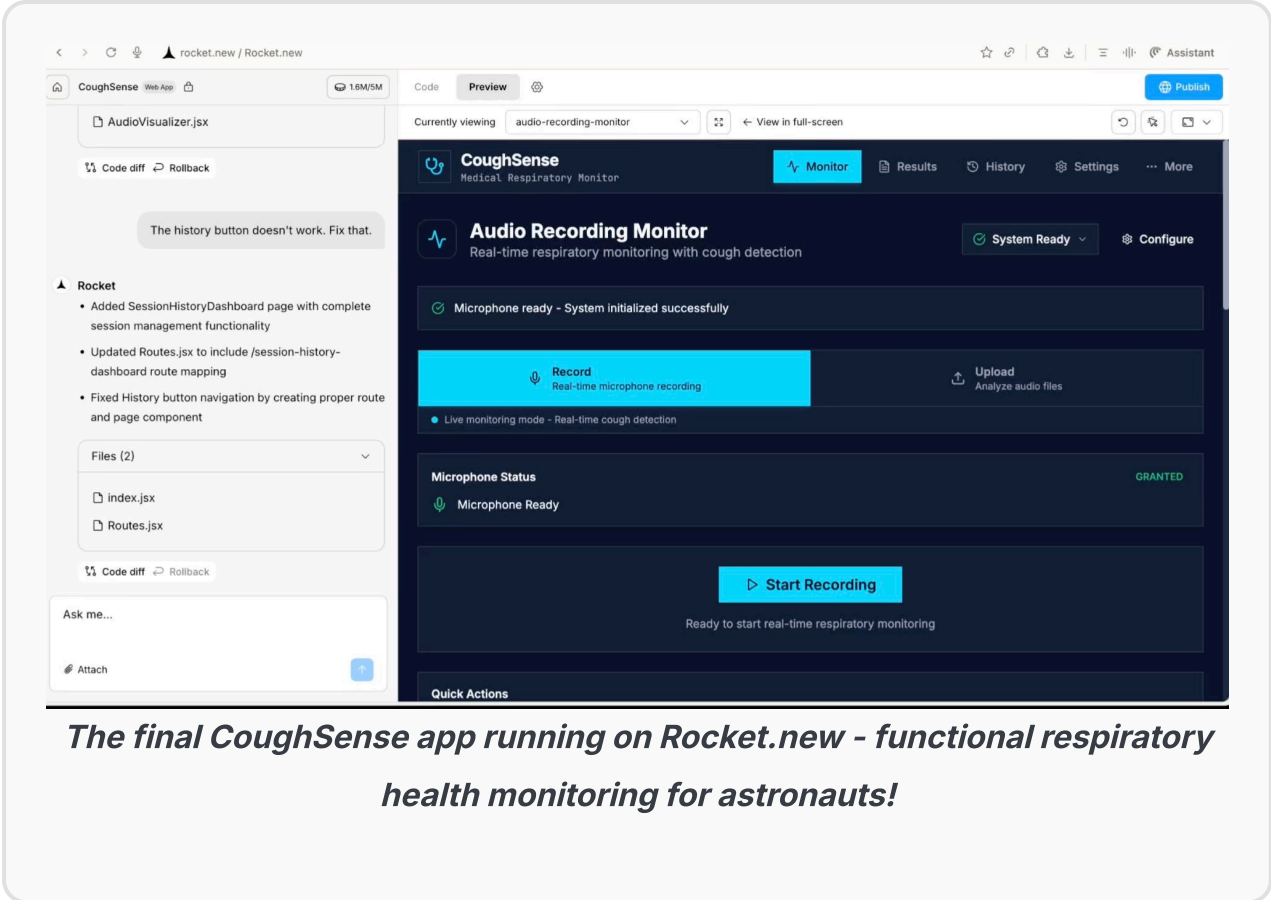 rocket.new / Rocket.new
Assistant
CoughSense Web App
1.6M/5M
Code
Preview
Publish
AudioVisualizer.jsx
Code diff
Rollback
The history button doesn't work. Fix that.
Rocket
• Added SessionHistoryDashboard page with complete
session management functionality
• Updated Routes.jsx to include /session-history-
dashboard route mapping
• Fixed History button navigation by creating proper route
and page component
Files (2)
index.jsx
Routes.jsx
Code diff
Rollback
Ask me...
Attach
Currently viewing
audio-recording-monitor
View in full-screen
CoughSense
Medical Respiratory Monitor
Monitor
Results
History
Settings
More
Audio Recording Monitor
Real-time respiratory monitoring with cough detection
System Ready
Configure
Microphone ready - System initialized successfully
Record
Real-time microphone recording
Upload
Analyze audio files
Live monitoring mode - Real-time cough detection
Microphone Status
GRANTED
Microphone Ready
Start Recording
Ready to start real-time respiratory monitoring
Quick Actions
The final CoughSense app running on Rocket.new - functional respiratory
health monitoring for astronauts!